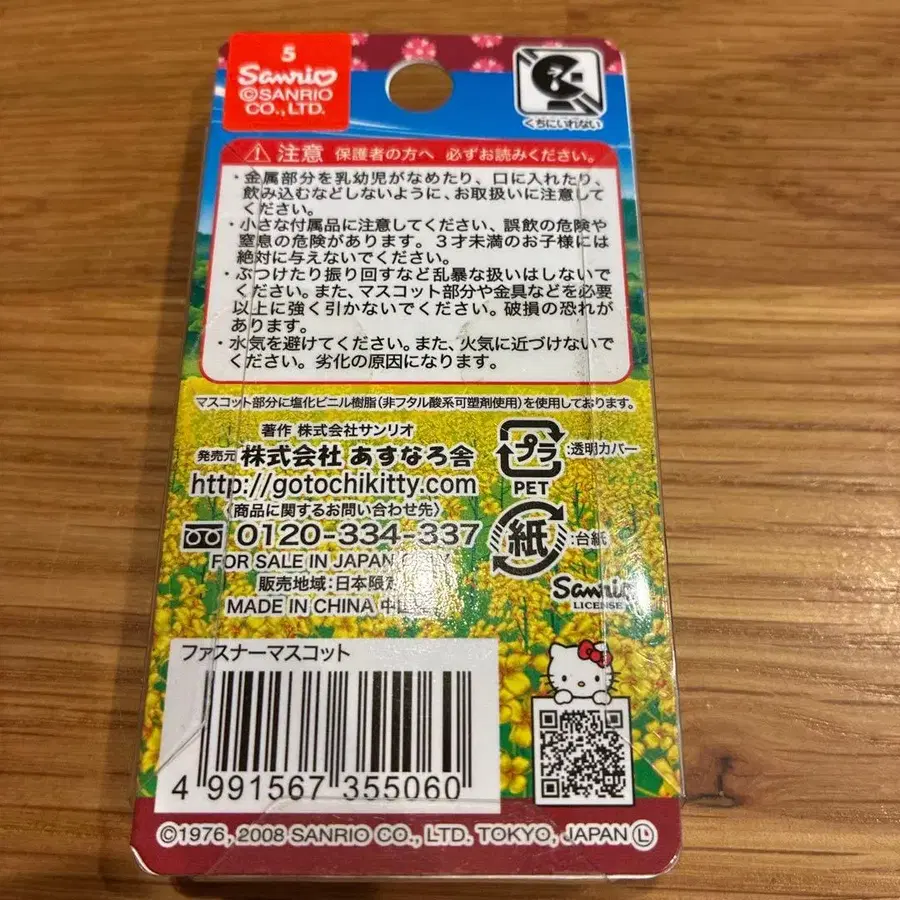 5
Sanrio
©SANRIO
CO., LTD.
くちにいれない
注意 保護者の方へ 必ずお読みください。
・金属部分を乳幼児がなめたり、口に入れたり、
飲み込むなどしないように、お取扱いに注意して
ください。
・小さな付属品に注意してください、誤飲の危険や
窒息の危険があります。3才未満のお子様には
絶対に与えないでください。
・ぶつけたり振り回すなど乱暴な扱いはしないで
ください。また、マスコット部分や金具などを必要
以上に強く引かないでください。破損の恐れが
あります。
・水気を避けてください。また、火気に近づけないで
ください。劣化の原因になります。
マスコット部分に塩化ビニル樹脂(非フタル酸系可塑剤使用)を使用しております。
著作 株式会社サンリオ
発売元 株式会社 あすなろ舎
http://gotochikitty.com
〈商品に関するお問い合わせ先〉
0120-334-337
FOR SALE IN JAPAN
販売地域:日本限定
MADE IN CHINA 中国
プラ
PET
:透明カバー
紙
:台紙
Sanrio
LICENSE
ファスナーマスコット
4 991567 355060
©1976, 2008 SANRIO CO., LTD. TOKYO, JAPAN Ⓛ